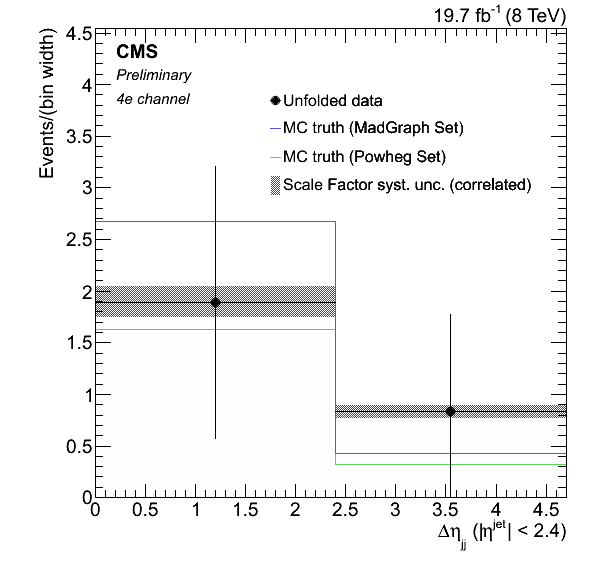 19.7 fb⁻¹ (8 TeV)
CMS
Preliminary
4e channel
Unfolded data
MC truth (MadGraph Set)
MC truth (Powheg Set)
Scale Factor syst. unc. (correlated)
Events/(bin width)
4.5
4
3.5
3
2.5
2
1.5
1
0.5
0
0 0.5 1 1.5 2 2.5 3 3.5 4 4.5
Δη_jj (|η^jet| < 2.4)